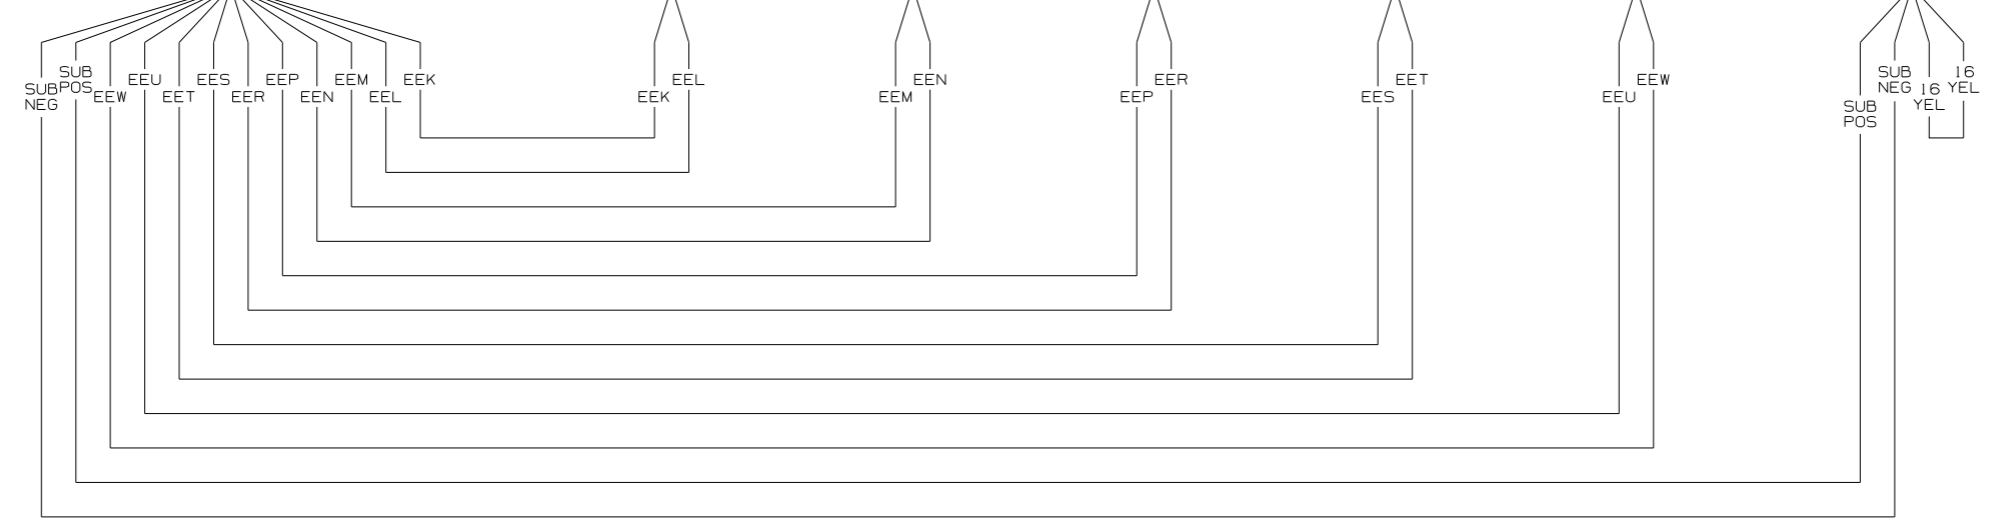 SUB
NEG
SUB
POS
EEW
EEU
EET
EES
EER
EEP
EEN
EEM
EEL
EEK
EEK
EEL
EEM
EEN
EEP
EER
EES
EET
EEU
EEW
SUB
POS
SUB
NEG
16
YEL
16
YEL